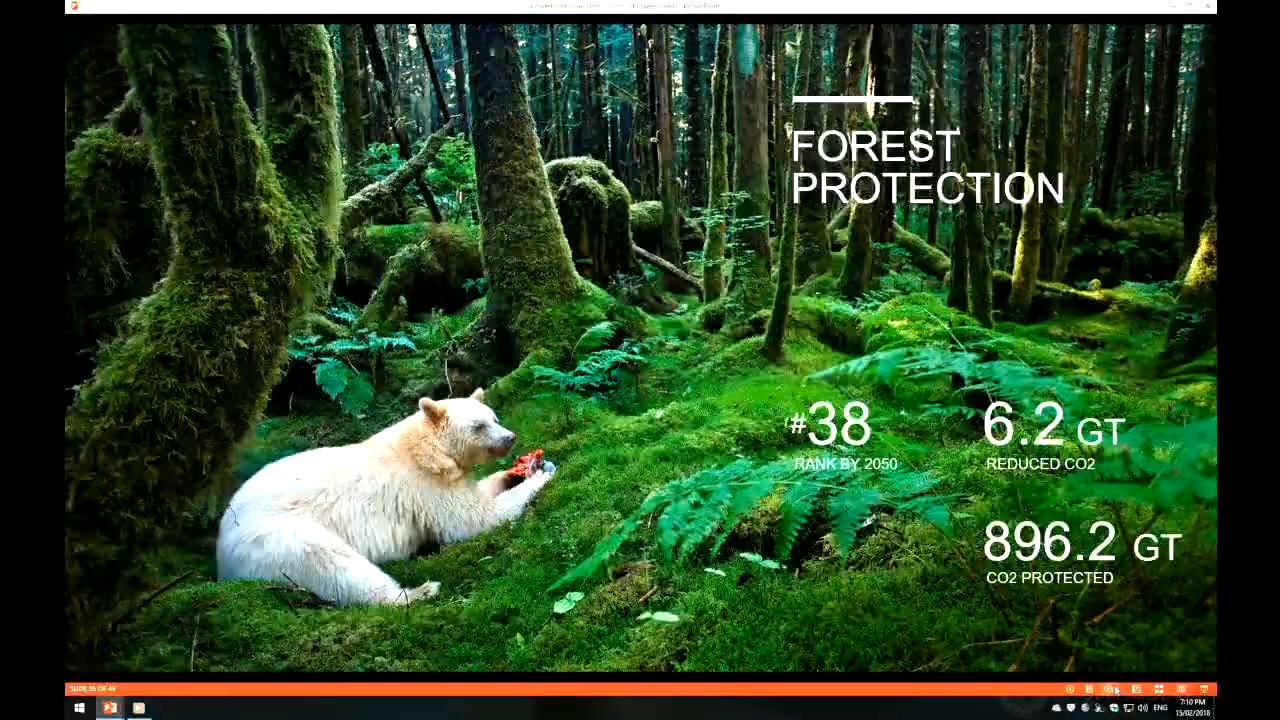 FOREST
PROTECTION
#38
RANK BY 2050
6.2 GT
REDUCED CO2
896.2 GT
CO2 PROTECTED
SLIDE 35 OF 46
7:10 PM
ENG
15/02/2018